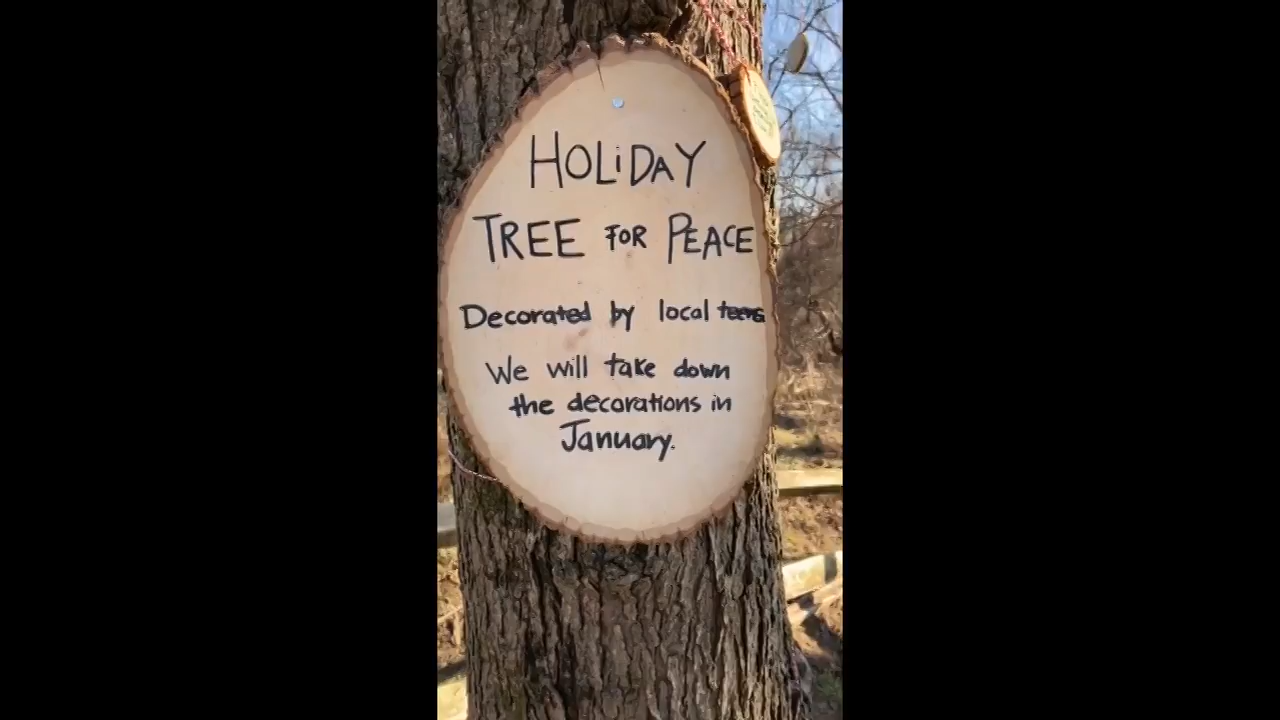 HOLiDAY
TREE FOR PEACE
Decorated by local teens
We will take down
the decorations in
January.